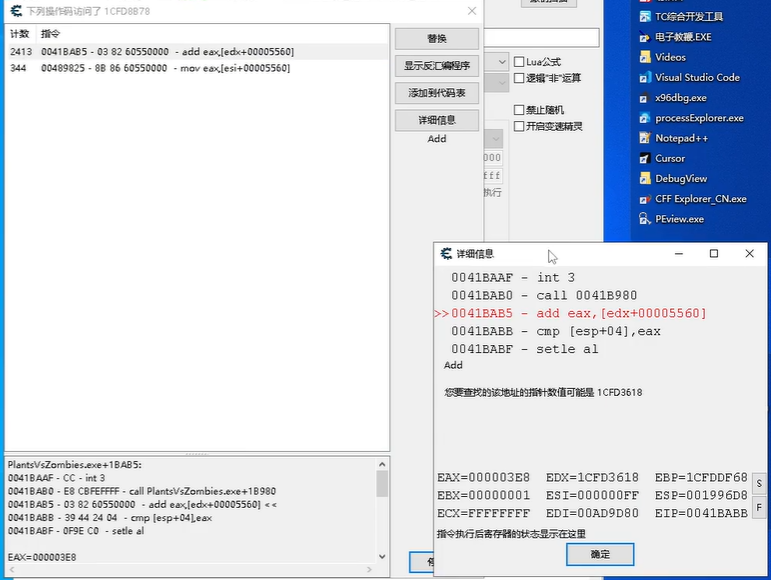 下列操作码访问了 1CFD8B78
计数 指令
2413 0041BAB5 - 03 82 60550000 - add eax,[edx+00005560]
344 00489825 - 8B 86 60550000 - mov eax,[esi+00005560]
替换
显示反汇编程序
添加到代码表
详细信息
Add
PlantsVsZombies.exe+1BAB5:
0041BAAF - CC - int 3
0041BAB0 - E8 CBFEFFFF - call PlantsVsZombies.exe+1B980
0041BAB5 - 03 82 60550000 - add eax,[edx+00005560] <<
0041BABB - 39 44 24 04 - cmp [esp+04],eax
0041BABF - 0F9E C0 - setle al
EAX=000003E8
Lua公式
逻辑"非"运算
禁止随机
开启变速精灵
000
fff
执行
TC综合开发工具
电子教鞭.EXE
Videos
Visual Studio Code
x96dbg.exe
processExplorer.exe
Notepad++
Cursor
DebugView
CFF Explorer_CN.exe
PEview.exe
详细信息
0041BAAF - int 3
0041BAB0 - call 0041B980
>>0041BAB5 - add eax,[edx+00005560]
0041BABB - cmp [esp+04],eax
0041BABF - setle al
Add
您要查找的该地址的指针数值可能是 1CFD3618
EAX=000003E8 EDX=1CFD3618 EBP=1CFDDF68
EBX=00000001 ESI=000000FF ESP=001996D8
ECX=FFFFFFFF EDI=00AD9D80 EIP=0041BABB
S
F
指令执行后寄存器的状态显示在这里
确定